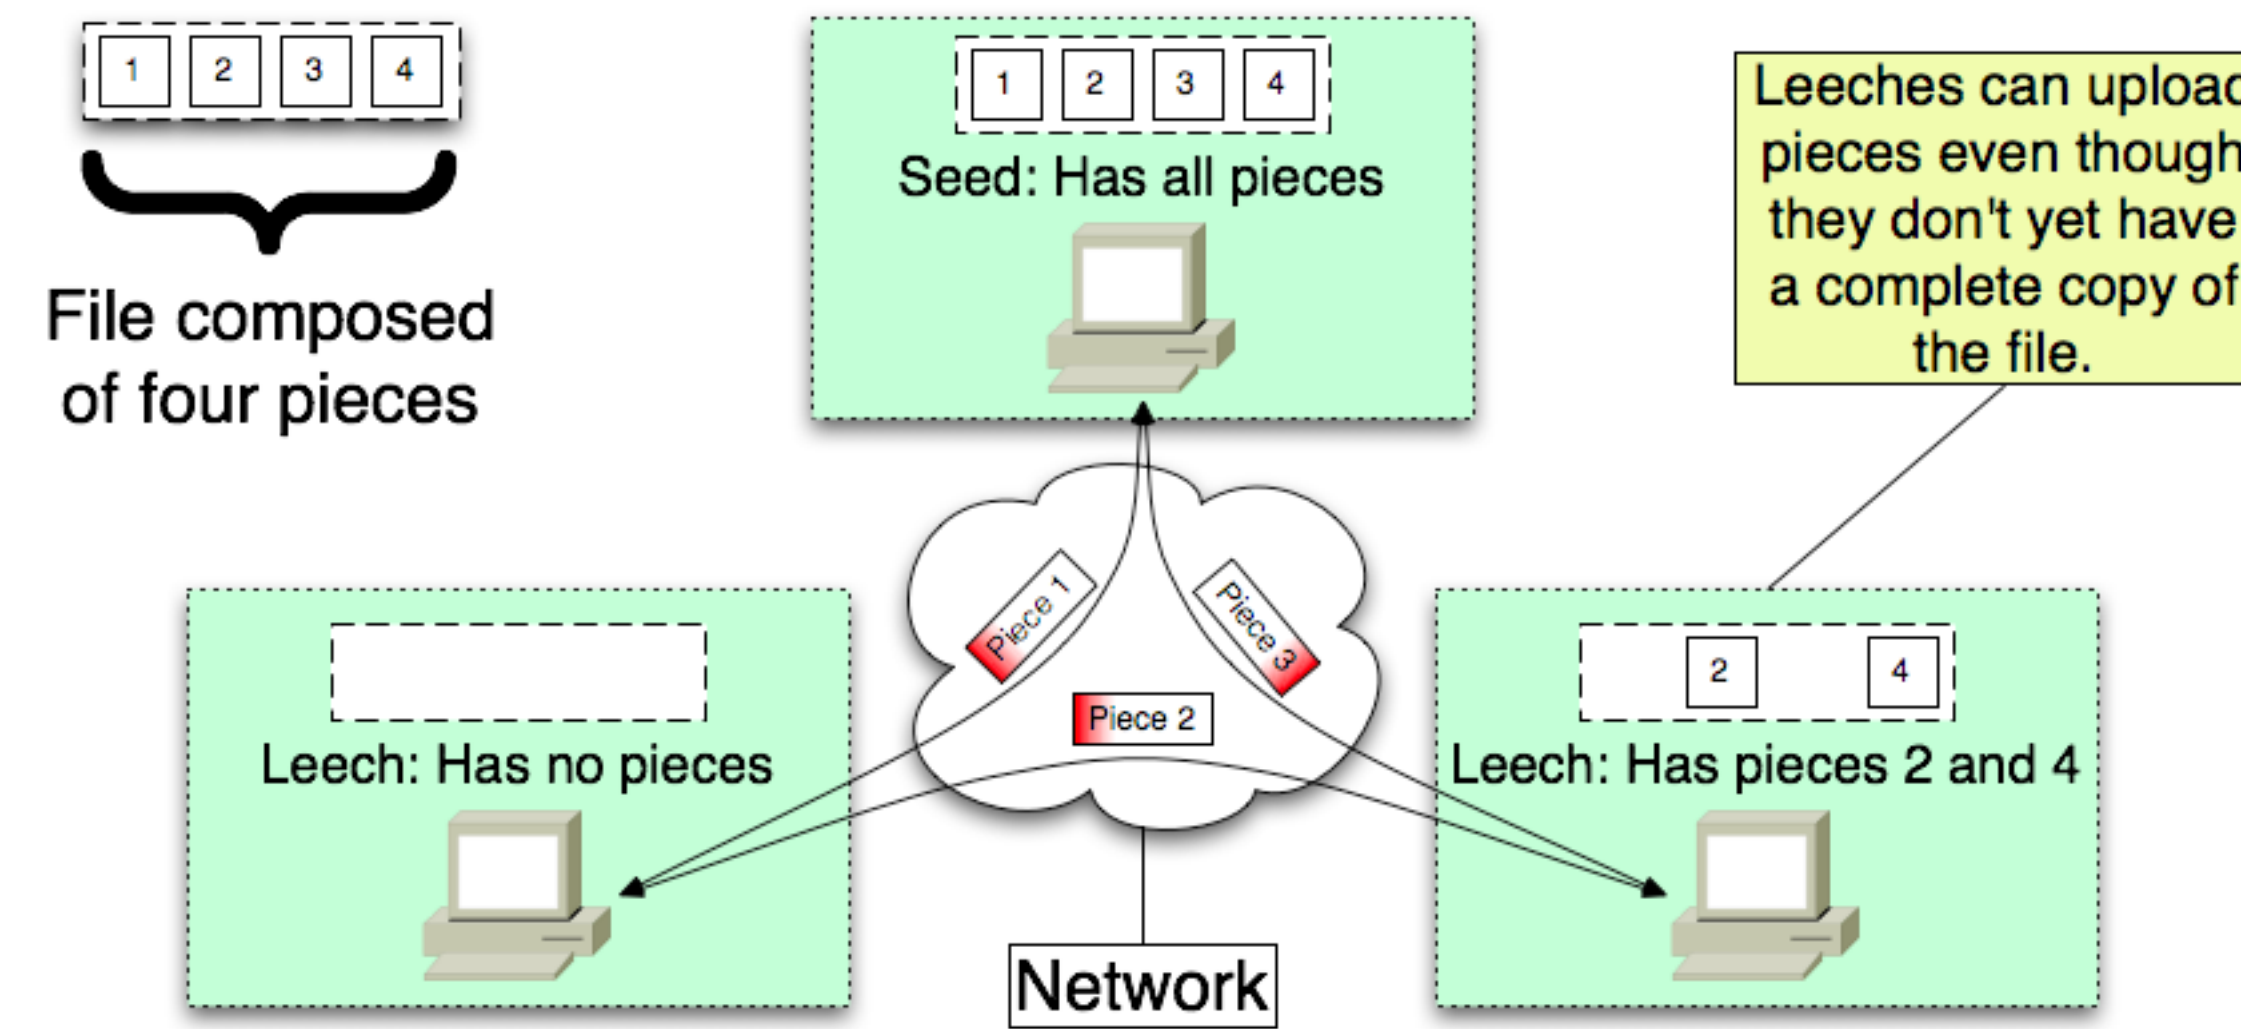 1 2 3 4
File composed
of four pieces
1 2 3 4
Seed: Has all pieces
Leeches can upload
pieces even though
they don't yet have
a complete copy of
the file.
Piece 1
Piece 3
Piece 2
Leech: Has no pieces
2 4
Leech: Has pieces 2 and 4
Network